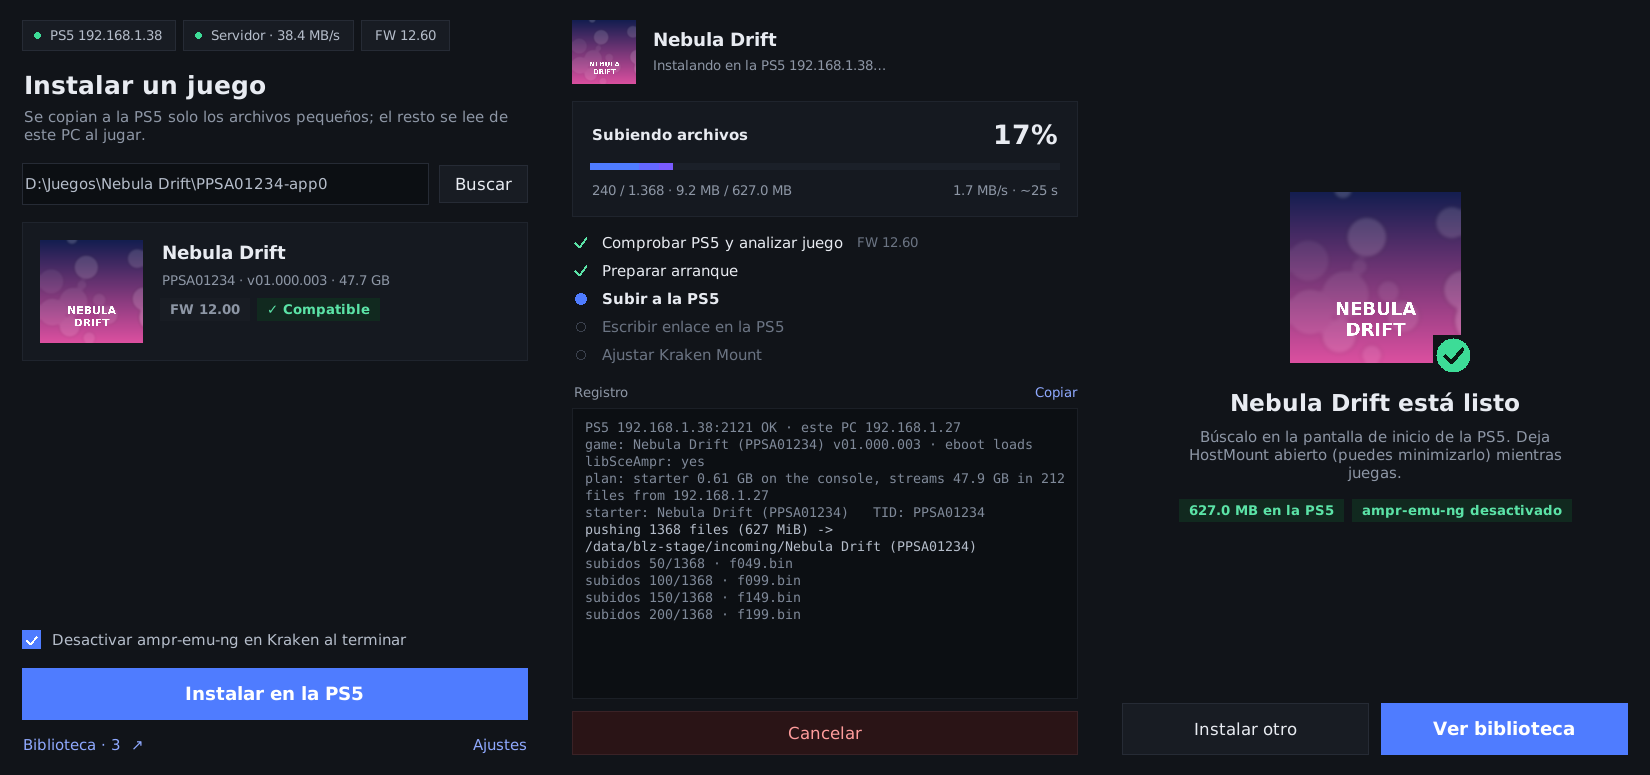 PS5 192.168.1.38
Servidor · 38.4 MB/s
FW 12.60
Instalar un juego
Se copian a la PS5 solo los archivos pequeños; el resto se lee de
este PC al jugar.
D:\Juegos\Nebula Drift\PPSA01234-app0
Buscar
NEBULA
DRIFT
Nebula Drift
PPSA01234 · v01.000.003 · 47.7 GB
FW 12.00
✓ Compatible
Desactivar ampr-emu-ng en Kraken al terminar
Instalar en la PS5
Biblioteca · 3 ↗
Ajustes
NEBULA
DRIFT
Nebula Drift
Instalando en la PS5 192.168.1.38...
Subiendo archivos
17%
240 / 1.368 · 9.2 MB / 627.0 MB
1.7 MB/s · ~25 s
Comprobar PS5 y analizar juego FW 12.60
Preparar arranque
Subir a la PS5
Escribir enlace en la PS5
Ajustar Kraken Mount
Registro
Copiar
PS5 192.168.1.38:2121 OK · este PC 192.168.1.27
game: Nebula Drift (PPSA01234) v01.000.003 · eboot loads
libSceAmpr: yes
plan: starter 0.61 GB on the console, streams 47.9 GB in 212
files from 192.168.1.27
starter: Nebula Drift (PPSA01234)   TID: PPSA01234
pushing 1368 files (627 MiB) ->
/data/blz-stage/incoming/Nebula Drift (PPSA01234)
subidos 50/1368 · f049.bin
subidos 100/1368 · f099.bin
subidos 150/1368 · f149.bin
subidos 200/1368 · f199.bin
Cancelar
NEBULA
DRIFT
Nebula Drift está listo
Búscalo en la pantalla de inicio de la PS5. Deja
HostMount abierto (puedes minimizarlo) mientras
juegas.
627.0 MB en la PS5
ampr-emu-ng desactivado
Instalar otro
Ver biblioteca